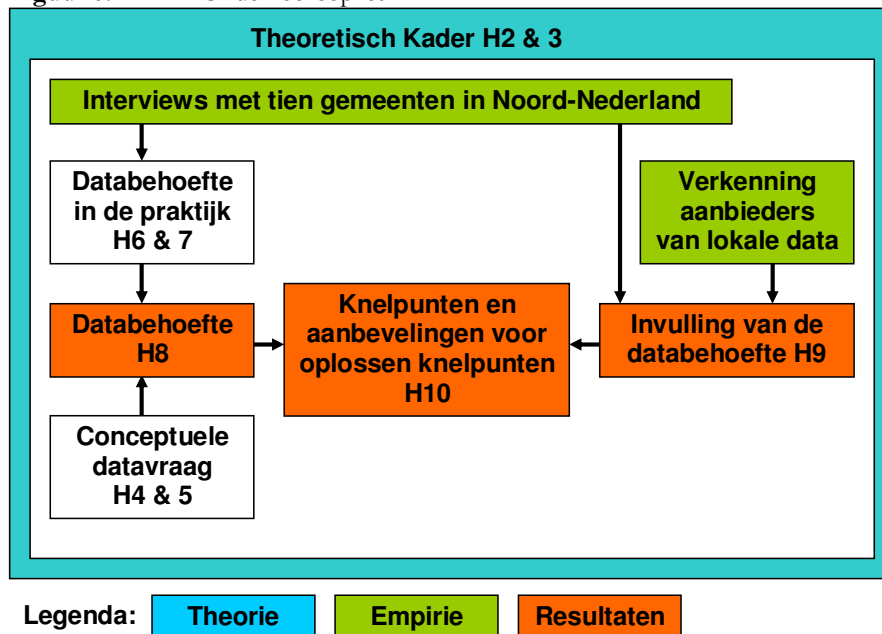 Theoretisch Kader H2 & 3
Interviews met tien gemeenten in Noord-Nederland
Databehoefte
in de praktijk
H6 & 7
Verkenning
aanbieders
van lokale data
Databehoefte
H8
Knelpunten en
aanbevelingen voor
oplossen knelpunten
H10
Invulling van de
databehoefte H9
Conceptuele
datavraag
H4 & 5
Legenda: Theorie Empirie Resultaten